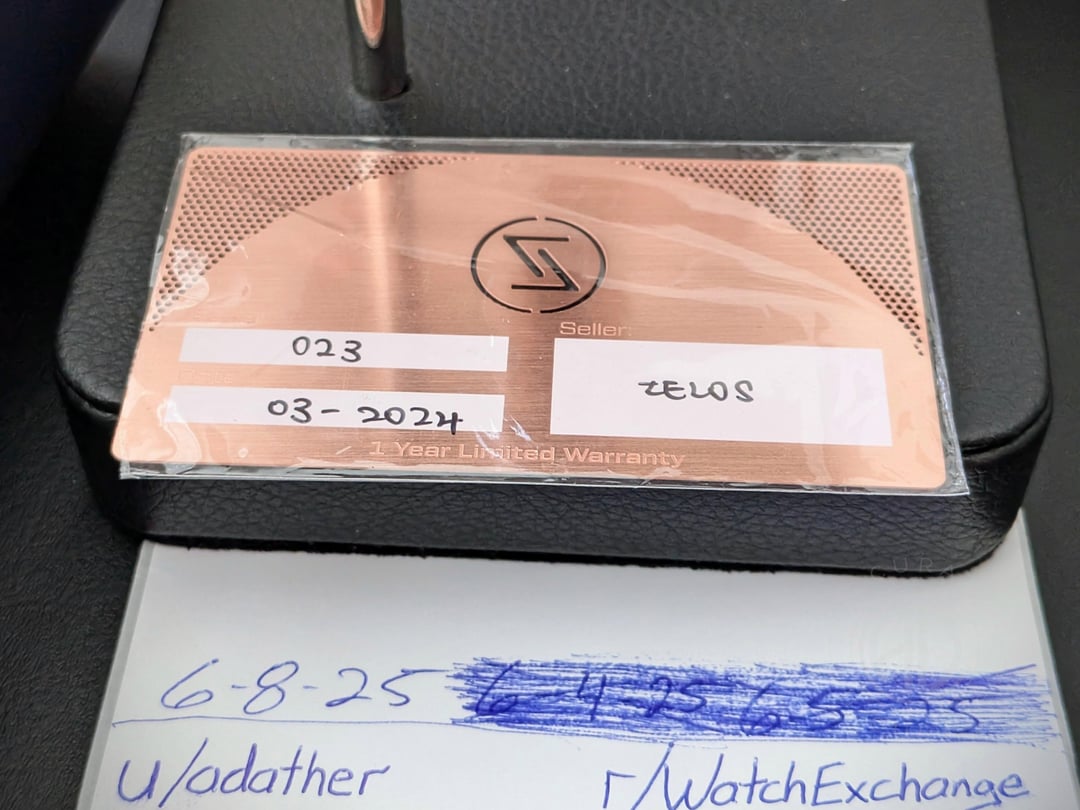 Seller:
023
ZELOS
03-2024
1 Year Limited Warranty
6-8-25 6-4-25 6-5-25
u/adather r/WatchExchange